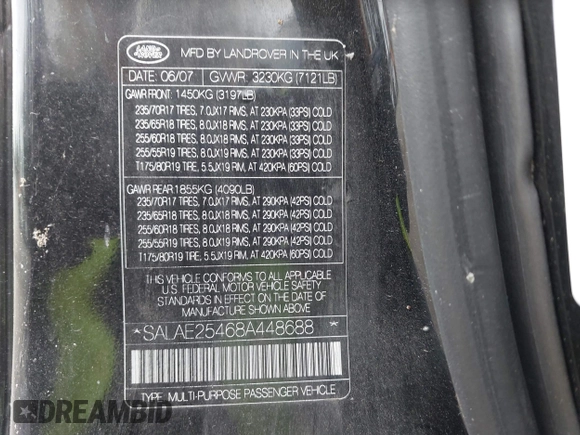 LAND ROVER
MFD BY LANDROVER IN THE UK
DATE: 06/07 GVWR: 3230KG (7121LB)
GAWR FRONT: 1450KG (3197LB)
235/70R17 TIRES, 7.0JX17 RIMS, AT 230KPA (33PSI) COLD
235/65R18 TIRES, 8.0JX18 RIMS, AT 230KPA (33PSI) COLD
255/60R18 TIRES, 8.0JX18 RIMS, AT 230KPA (33PSI) COLD
255/55R19 TIRES, 8.0JX19 RIMS, AT 230KPA (33PSI) COLD
T175/80R19 TIRE, 5.5JX19 RIM, AT 420KPA (60PSI) COLD
GAWR REAR: 1855KG (4090LB)
235/70R17 TIRES, 7.0JX17 RIMS, AT 290KPA (42PSI) COLD
235/65R18 TIRES, 8.0JX18 RIMS, AT 290KPA (42PSI) COLD
255/60R18 TIRES, 8.0JX18 RIMS, AT 290KPA (42PSI) COLD
255/55R19 TIRES, 8.0JX19 RIMS, AT 290KPA (42PSI) COLD
T175/80R19 TIRE, 5.5JX19 RIM, AT 420KPA (60PSI) COLD
THIS VEHICLE CONFORMS TO ALL APPLICABLE
U.S. FEDERAL MOTOR VEHICLE SAFETY
STANDARDS IN EFFECT ON THE DATE OF
MANUFACTURE SHOWN ABOVE
*SALAE25468A448688 *
TYPE: MULTI-PURPOSE PASSENGER VEHICLE
DREAMBID